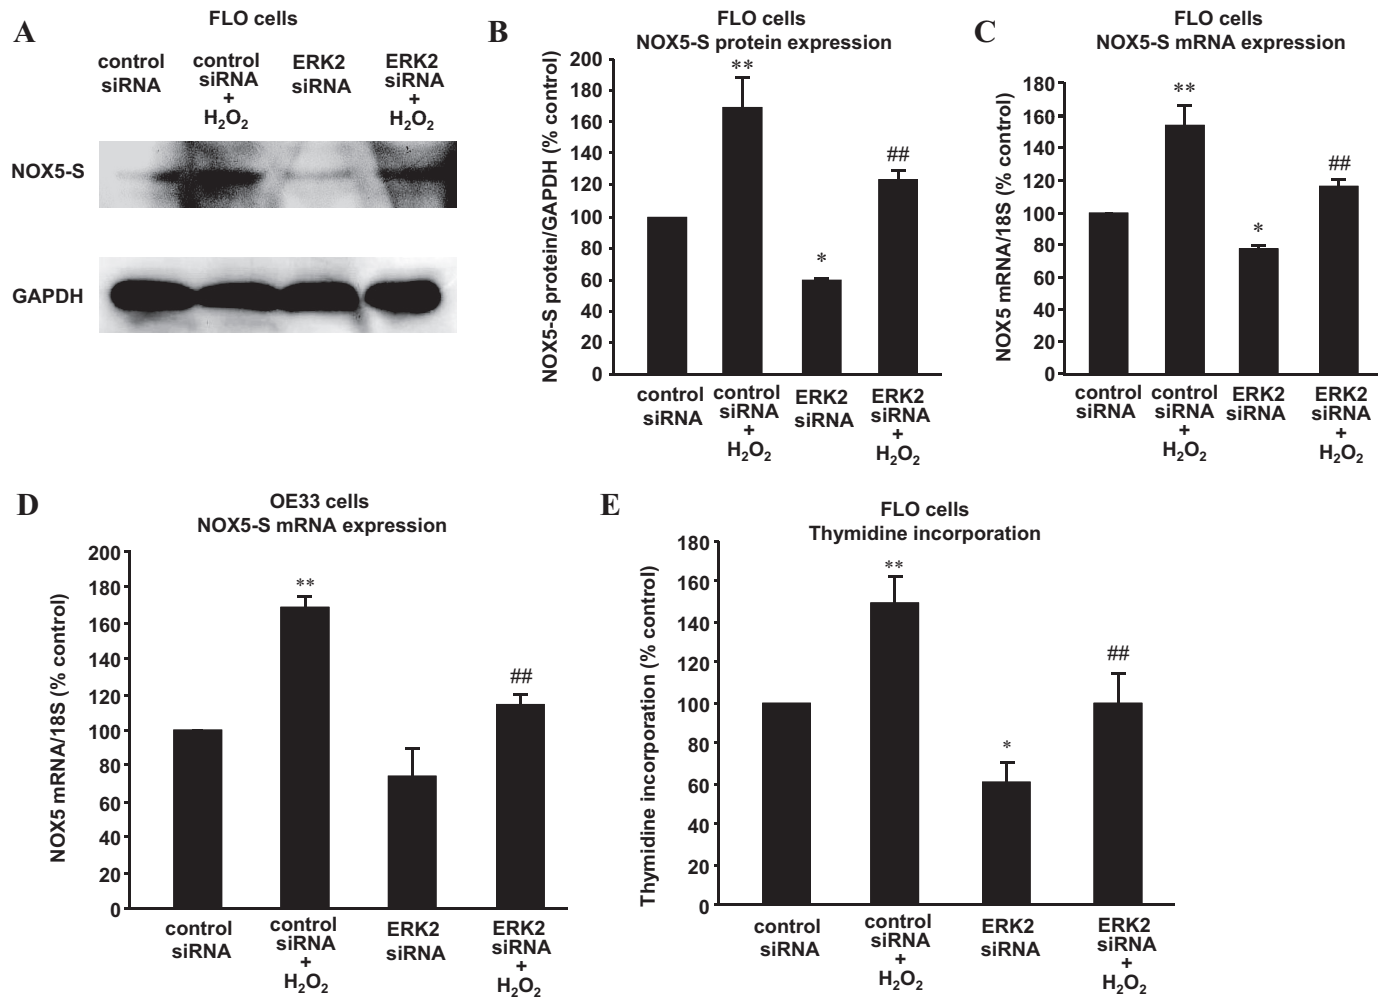 A
FLO cells
control
siRNA
control
siRNA
+
H2O2
ERK2
siRNA
ERK2
siRNA
+
H2O2
NOX5-S
GAPDH
B
FLO cells
NOX5-S protein expression
NOX5-S protein/GAPDH (% control)
200
180
160
140
120
100
80
60
40
20
0
**
*
##
control
siRNA
control
siRNA
+
H2O2
ERK2
siRNA
ERK2
siRNA
+
H2O2
C
FLO cells
NOX5-S mRNA expression
NOX5 mRNA/18S (% control)
180
160
140
120
100
80
60
40
20
0
**
*
##
control
siRNA
control
siRNA
+
H2O2
ERK2
siRNA
ERK2
siRNA
+
H2O2
D
OE33 cells
NOX5-S mRNA expression
NOX5 mRNA/18S (% control)
200
180
160
140
120
100
80
60
40
20
0
**
##
control
siRNA
control
siRNA
+
H2O2
ERK2
siRNA
ERK2
siRNA
+
H2O2
E
FLO cells
Thymidine incorporation
Thymidine incorporation (% control)
180
160
140
120
100
80
60
40
20
0
**
*
##
control
siRNA
control
siRNA
+
H2O2
ERK2
siRNA
ERK2
siRNA
+
H2O2